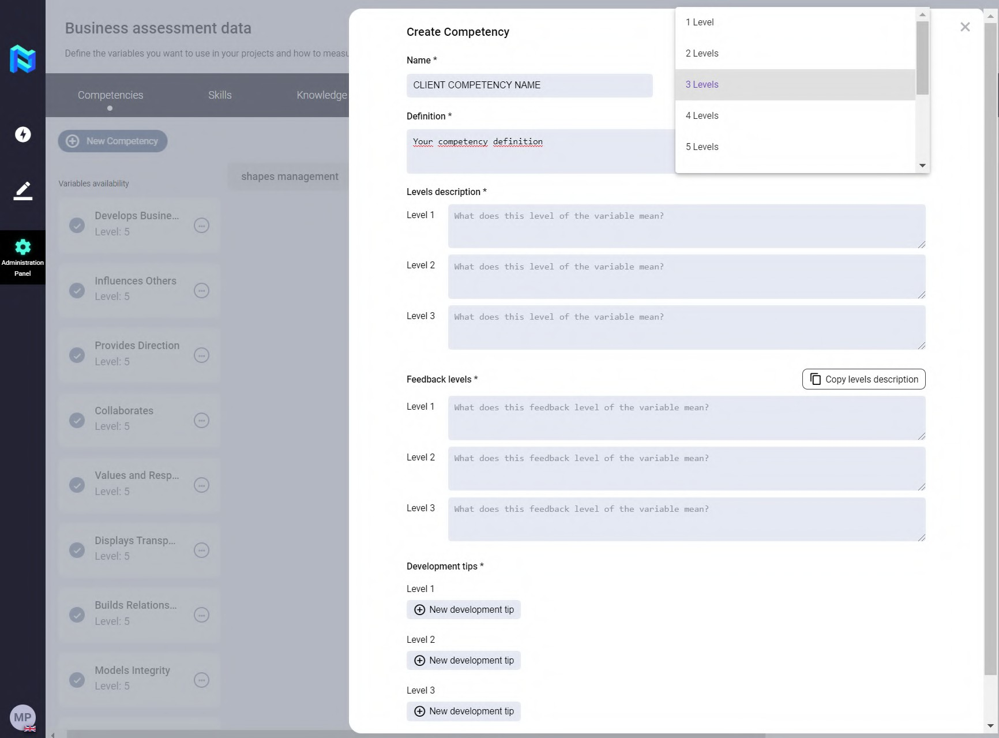 Business assessment data
Define the variables you want to use in your projects and how to measu
Competencies
Skills
Knowledge
New Competency
Variables availability
shapes management
Develops Busine...
Level: 5
Influences Others
Level: 5
Provides Direction
Level: 5
Collaborates
Level: 5
Values and Resp...
Level: 5
Displays Transp...
Level: 5
Builds Relations...
Level: 5
Models Integrity
Level: 5
Administration
Panel
MP
Create Competency
Name *
CLIENT COMPETENCY NAME
1 Level
2 Levels
3 Levels
4 Levels
5 Levels
Definition *
Your competency definition
Levels description *
Level 1
What does this level of the variable mean?
Level 2
What does this level of the variable mean?
Level 3
What does this level of the variable mean?
Feedback levels *
Copy levels description
Level 1
What does this feedback level of the variable mean?
Level 2
What does this feedback level of the variable mean?
Level 3
What does this feedback level of the variable mean?
Development tips *
Level 1
New development tip
Level 2
New development tip
Level 3
New development tip